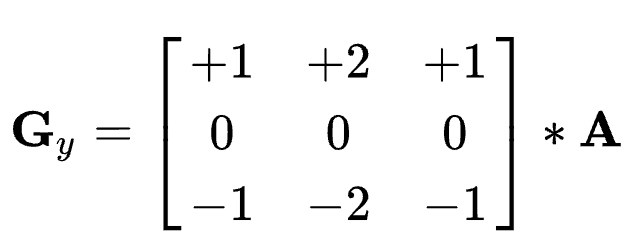 G_y = [ +1 +2 +1
0 0 0
-1 -2 -1 ] * A